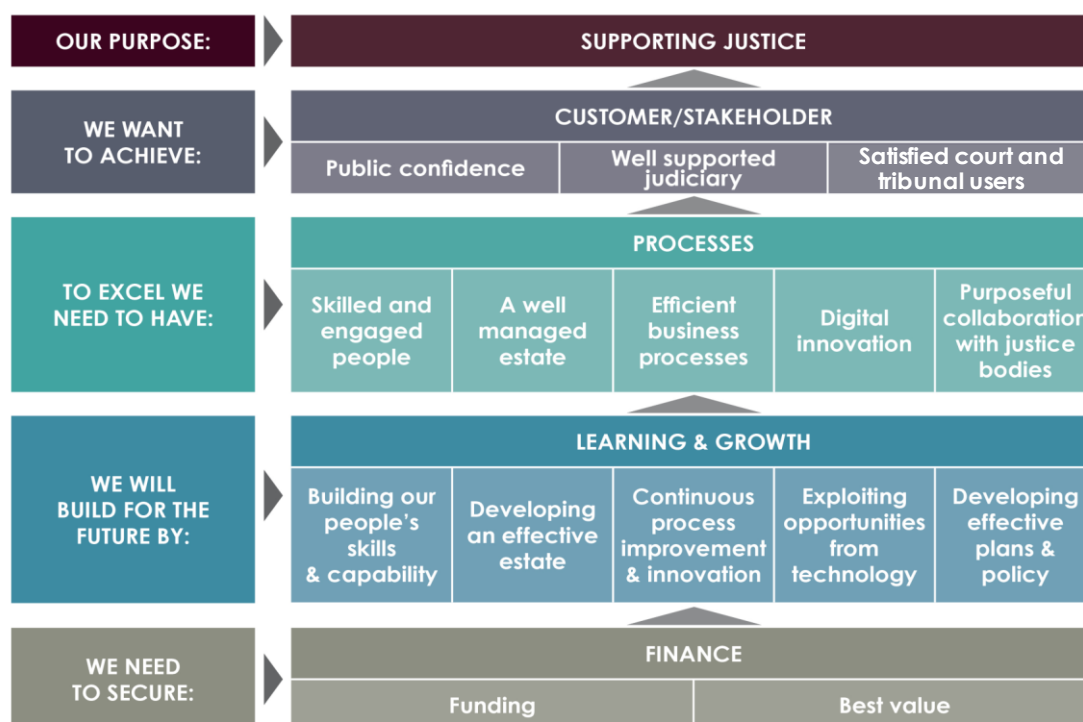 OUR PURPOSE:
SUPPORTING JUSTICE
WE WANT
TO ACHIEVE:
CUSTOMER/STAKEHOLDER
Public confidence
Well supported
judiciary
Satisfied court and
tribunal users
TO EXCEL WE
NEED TO HAVE:
PROCESSES
Skilled and
engaged
people
A well
managed
estate
Efficient
business
processes
Digital
innovation
Purposeful
collaboration
with justice
bodies
WE WILL
BUILD FOR THE
FUTURE BY:
LEARNING & GROWTH
Building our
people's
skills
& capability
Developing
an effective
estate
Continuous
process
improvement
& innovation
Exploiting
opportunities
from
technology
Developing
effective
plans &
policy
WE NEED
TO SECURE:
FINANCE
Funding
Best value